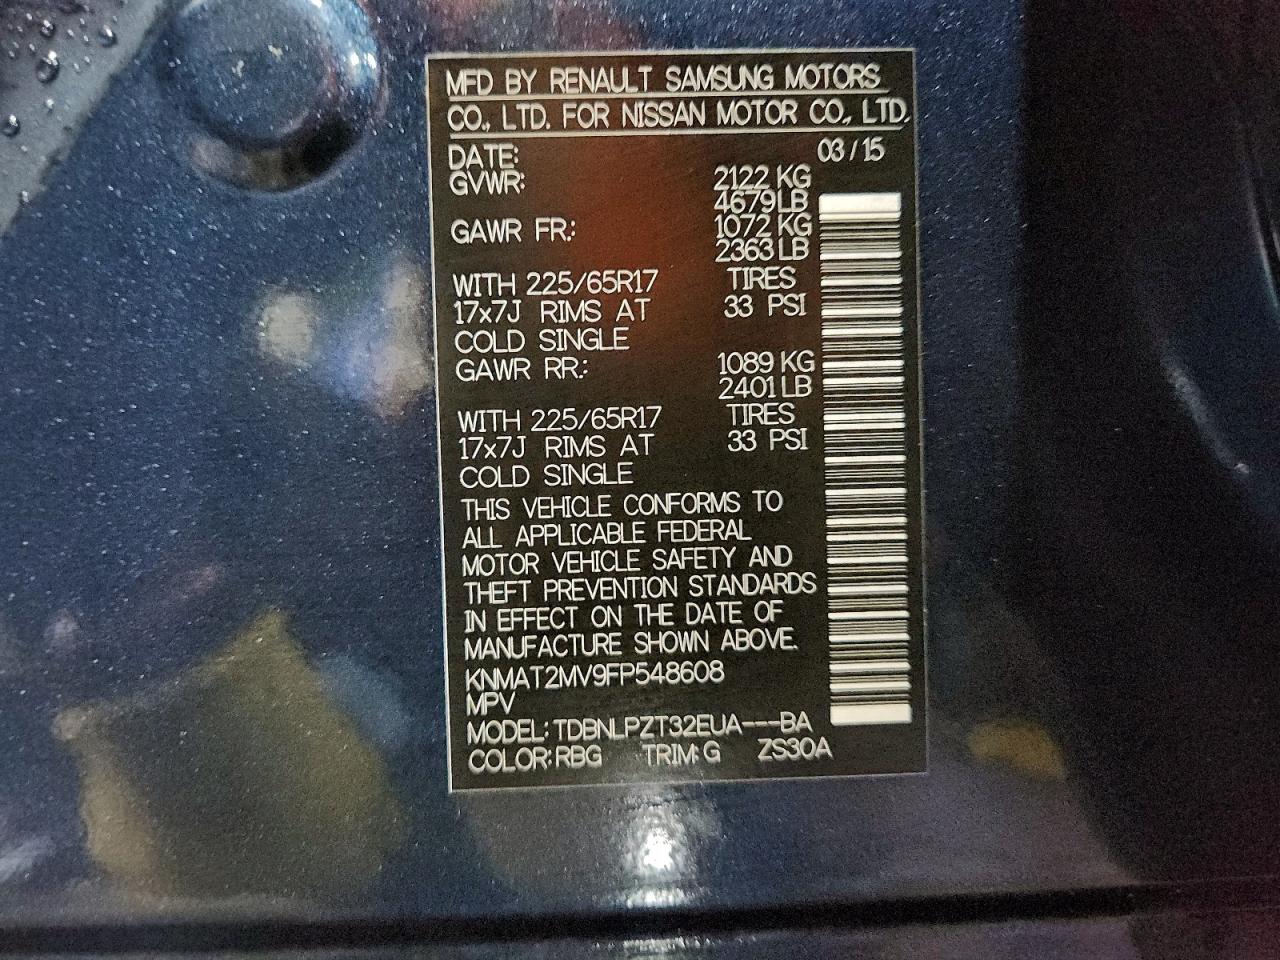 MFD BY RENAULT SAMSUNG MOTORS
CO., LTD. FOR NISSAN MOTOR CO., LTD.
DATE: 03/15
GVWR: 2122 KG
4679 LB
GAWR FR.: 1072 KG
2363 LB
WITH 225/65R17 TIRES
17x7J RIMS AT 33 PSI
COLD SINGLE
GAWR RR.: 1089 KG
2401 LB
WITH 225/65R17 TIRES
17x7J RIMS AT 33 PSI
COLD SINGLE
THIS VEHICLE CONFORMS TO
ALL APPLICABLE FEDERAL
MOTOR VEHICLE SAFETY AND
THEFT PREVENTION STANDARDS
IN EFFECT ON THE DATE OF
MANUFACTURE SHOWN ABOVE.
KNMAT2MV9FP548608
MPV
MODEL: TDBNLPZT32EUA---BA
COLOR: RBG TRIM: G ZS30A